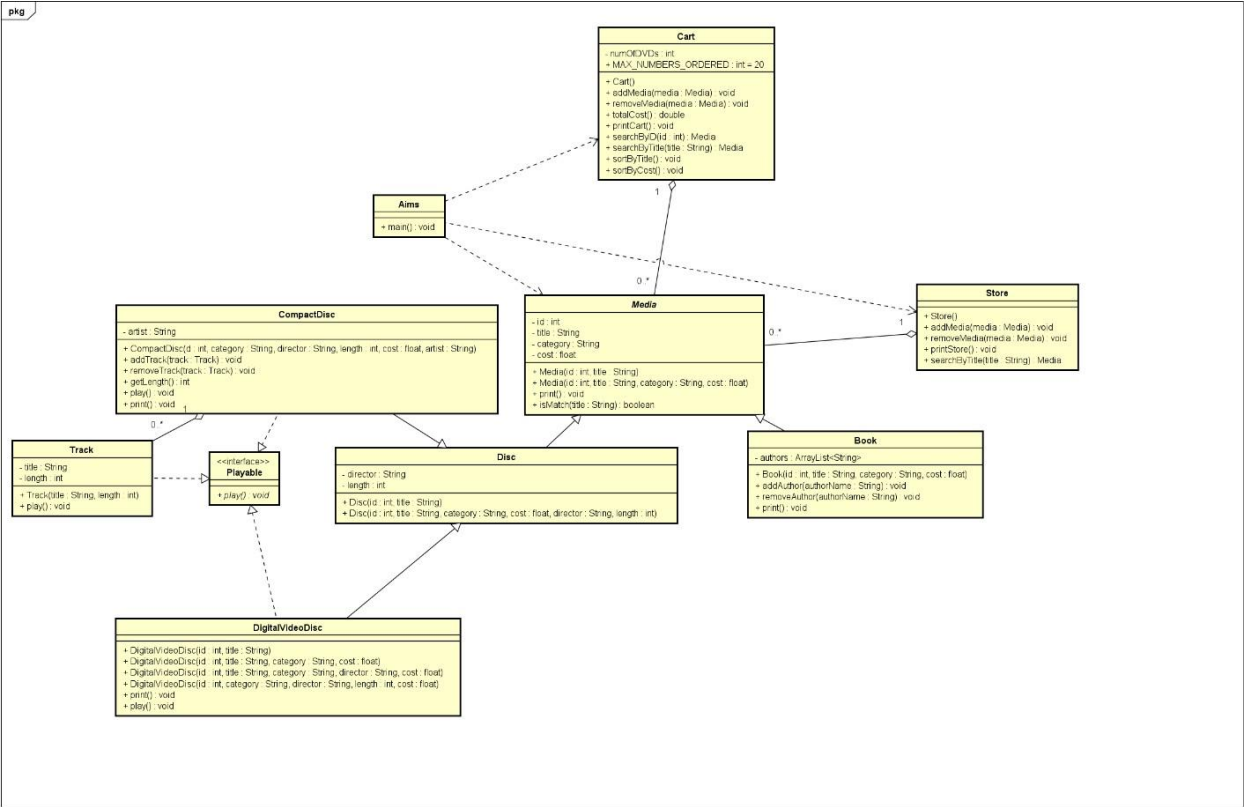 pkg
Cart
- numOfDVDs : int
+ MAX_NUMBERS_ORDERED : int = 20
+ Cart()
+ addMedia(media : Media) : void
+ removeMedia(media : Media) : void
+ totalCost() : double
+ printCart() : void
+ searchByID(id : int) : Media
+ searchByTitle(title : String) : Media
+ sortByTitle() : void
+ sortByCost() : void
1
Aims
+ main() : void
0..*
Media
- id : int
- title : String
- category : String
- cost : float
+ Media(id : int, title : String)
+ Media(id : int, title : String, category : String, cost : float)
+ print() : void
+ isMatch(title : String) : boolean
0..*
1
Store
+ Store()
+ addMedia(media : Media) : void
+ removeMedia(media : Media) : void
+ printStore() : void
+ searchByTitle(title : String) : Media
CompactDisc
- artist : String
+ CompactDisc(d : int, category : String, director : String, length : int, cost : float, artist : String)
+ addTrack(track : Track) : void
+ removeTrack(track : Track) : void
+ getLength() : int
+ play() : void
+ print() : void
1
0..*
Track
- title : String
- length : int
+ Track(title : String, length : int)
+ play() : void
<<interface>>
Playable
+ play() : void
Disc
- director : String
- length : int
+ Disc(id : int, title : String)
+ Disc(id : int, title : String, category : String, cost : float, director : String, length : int)
Book
- authors : ArrayList<String>
+ Book(id : int, title : String, category : String, cost : float)
+ addAuthor(authorName : String) : void
+ removeAuthor(authorName : String) : void
+ print() : void
DigitalVideoDisc
+ DigitalVideoDisc(id : int, title : String)
+ DigitalVideoDisc(id : int, title : String, category : String, cost : float)
+ DigitalVideoDisc(id : int, title : String, category : String, director : String, cost : float)
+ DigitalVideoDisc(id : int, category : String, director : String, length : int, cost : float)
+ print() : void
+ play() : void